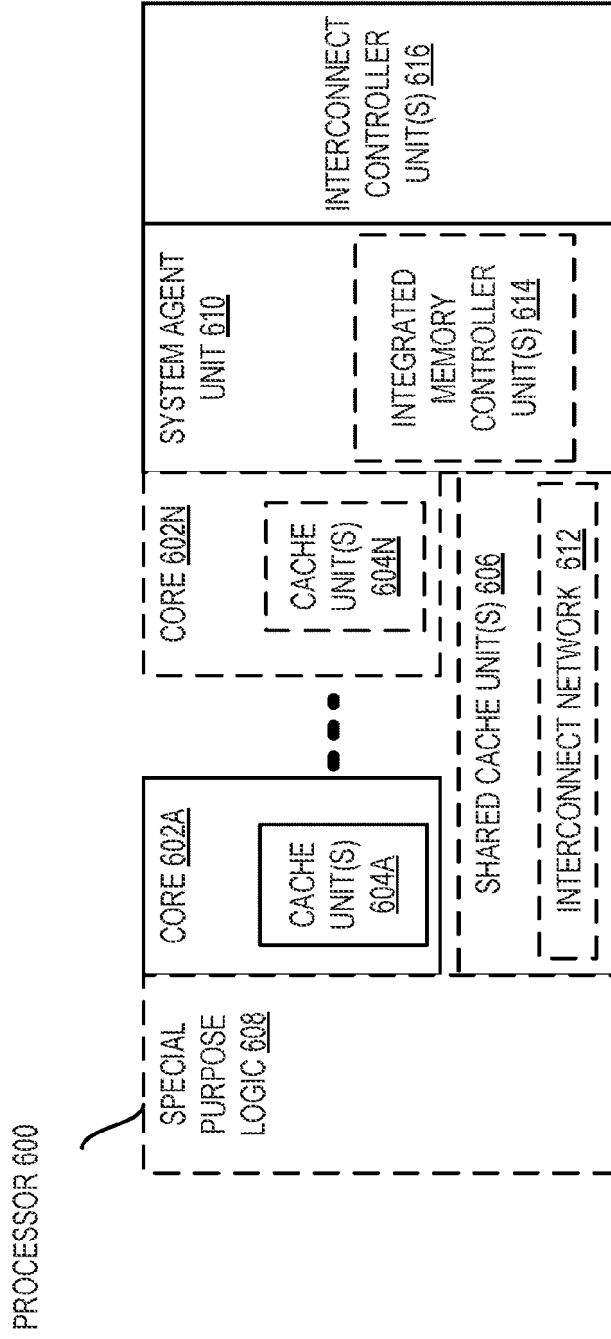 PROCESSOR 600
SPECIAL
PURPOSE
LOGIC 608
CORE 602A
CACHE
UNIT(S)
604A
CORE 602N
CACHE
UNIT(S)
604N
SHARED CACHE UNIT(S) 606
INTERCONNECT NETWORK 612
SYSTEM AGENT
UNIT 610
INTEGRATED
MEMORY
CONTROLLER
UNIT(S) 614
INTERCONNECT
CONTROLLER
UNIT(S) 616